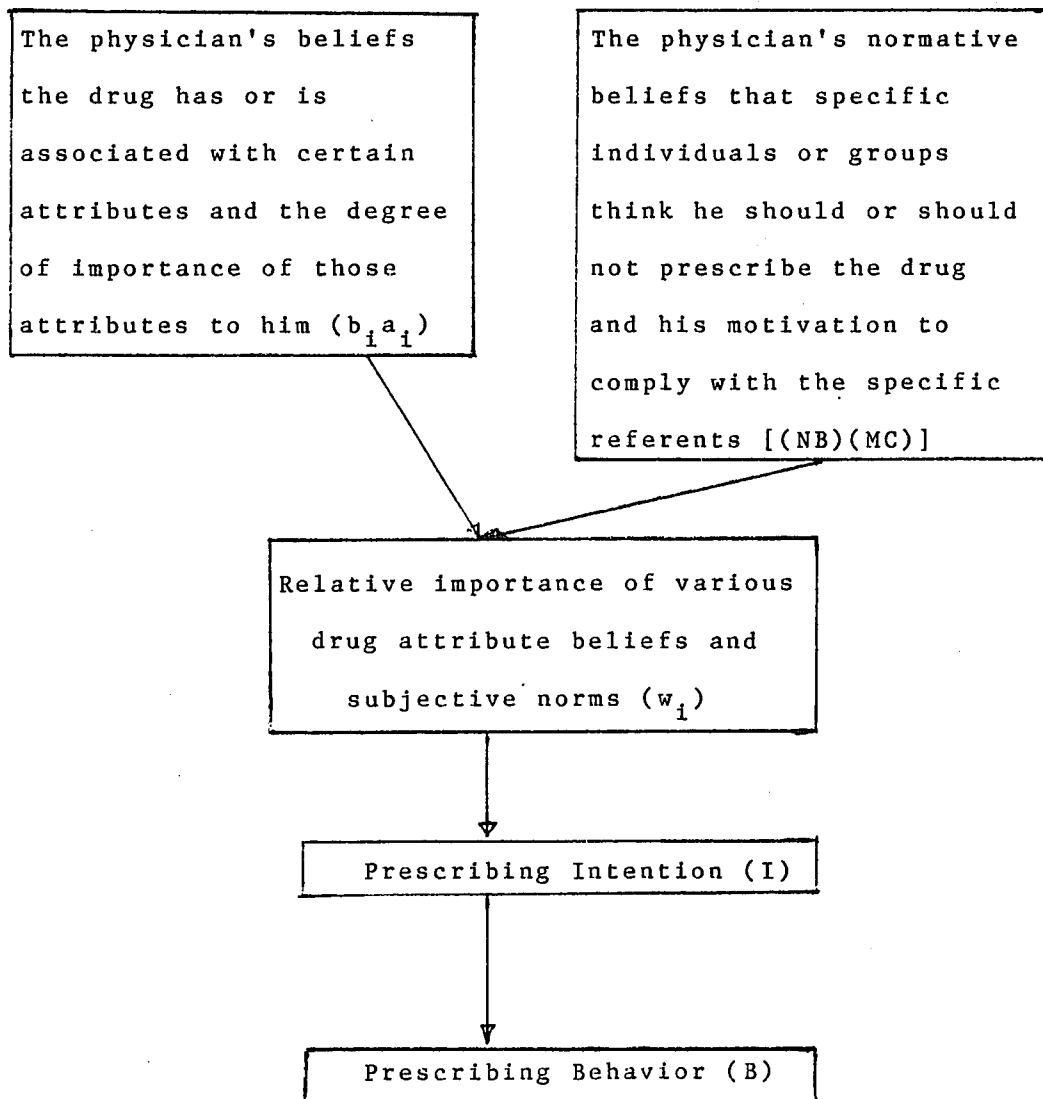 The physician's beliefs
the drug has or is
associated with certain
attributes and the degree
of importance of those
attributes to him (b_i a_i)
The physician's normative
beliefs that specific
individuals or groups
think he should or should
not prescribe the drug
and his motivation to
comply with the specific
referents [(NB)(MC)]
Relative importance of various
drug attribute beliefs and
subjective norms (w_i)
Prescribing Intention (I)
Prescribing Behavior (B)